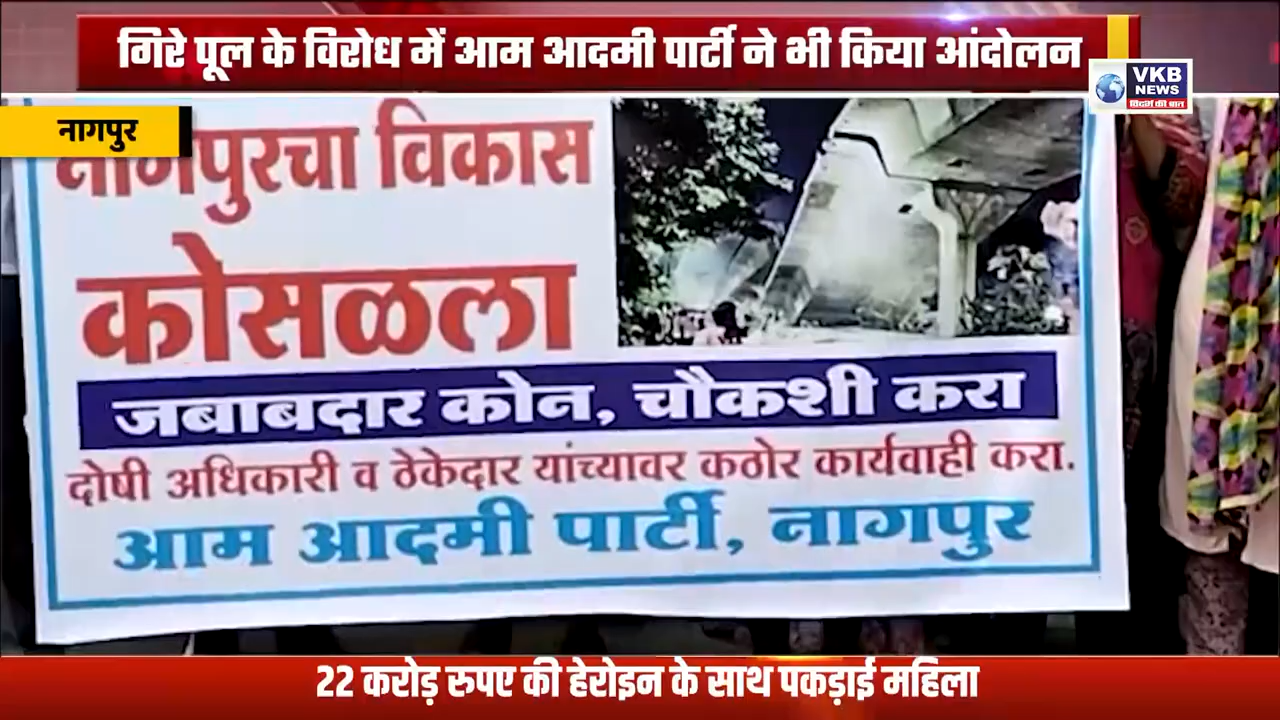 गिरे पूल के विरोध में आम आदमी पार्टी ने भी किया आंदोलन
VKB
NEWS
विदर्भ की बात
नागपुर
नागपुरचा विकास
कोसळला
जबाबदार कोन, चौकशी करा
दोषी अधिकारी व ठेकेदार यांच्यावर कठोर कार्यवाही करा.
आम आदमी पार्टी, नागपुर
22 करोड़ रुपए की हेरोइन के साथ पकड़ाई महिला